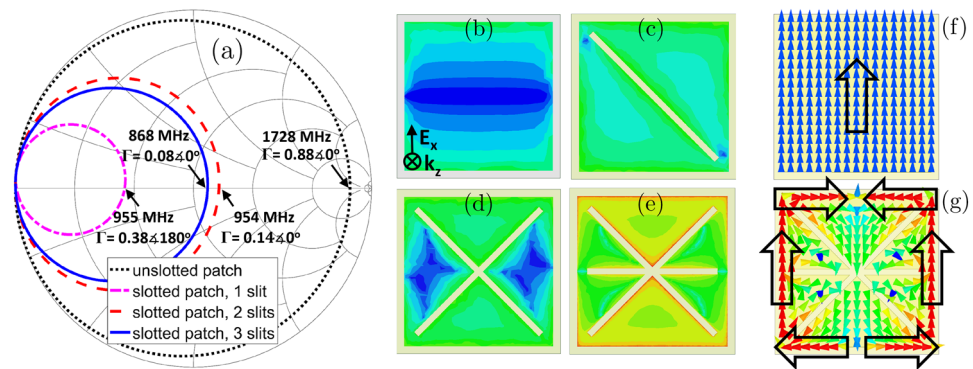 (a)
868 MHz
Γ= 0.08∡0°
1728 MHz
Γ= 0.88∡0°
955 MHz
Γ= 0.38∡180°
954 MHz
Γ= 0.14∡0°
unslotted patch
slotted patch, 1 slit
slotted patch, 2 slits
slotted patch, 3 slits
(b)
Ex
kz
(c)
(d)
(e)
(f)
(g)